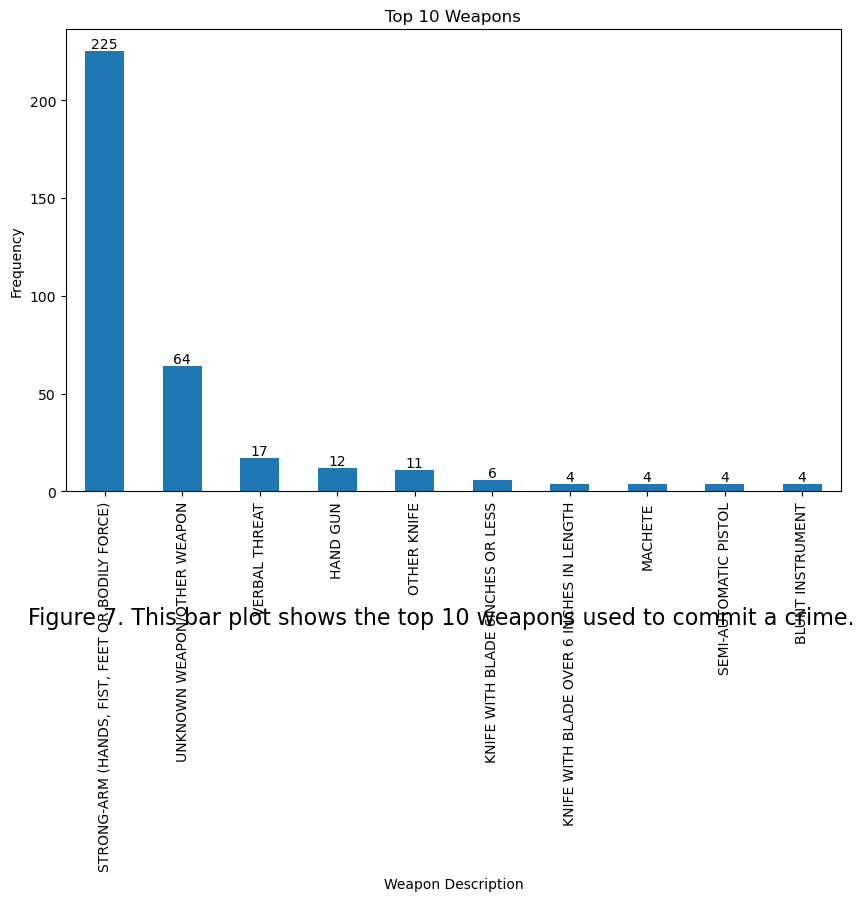 Top 10 Weapons
225
64
17
12
11
6
4
4
4
4
200
150
100
50
0
Frequency
STRONG-ARM (HANDS, FIST, FEET OR BODILY FORCE)
UNKNOWN WEAPON/OTHER WEAPON
VERBAL THREAT
HAND GUN
OTHER KNIFE
KNIFE WITH BLADE 6INCHES OR LESS
KNIFE WITH BLADE OVER 6 INCHES IN LENGTH
MACHETE
SEMI-AUTOMATIC PISTOL
BLUNT INSTRUMENT
Figure 7. This bar plot shows the top 10 weapons used to commit a crime.
Weapon Description